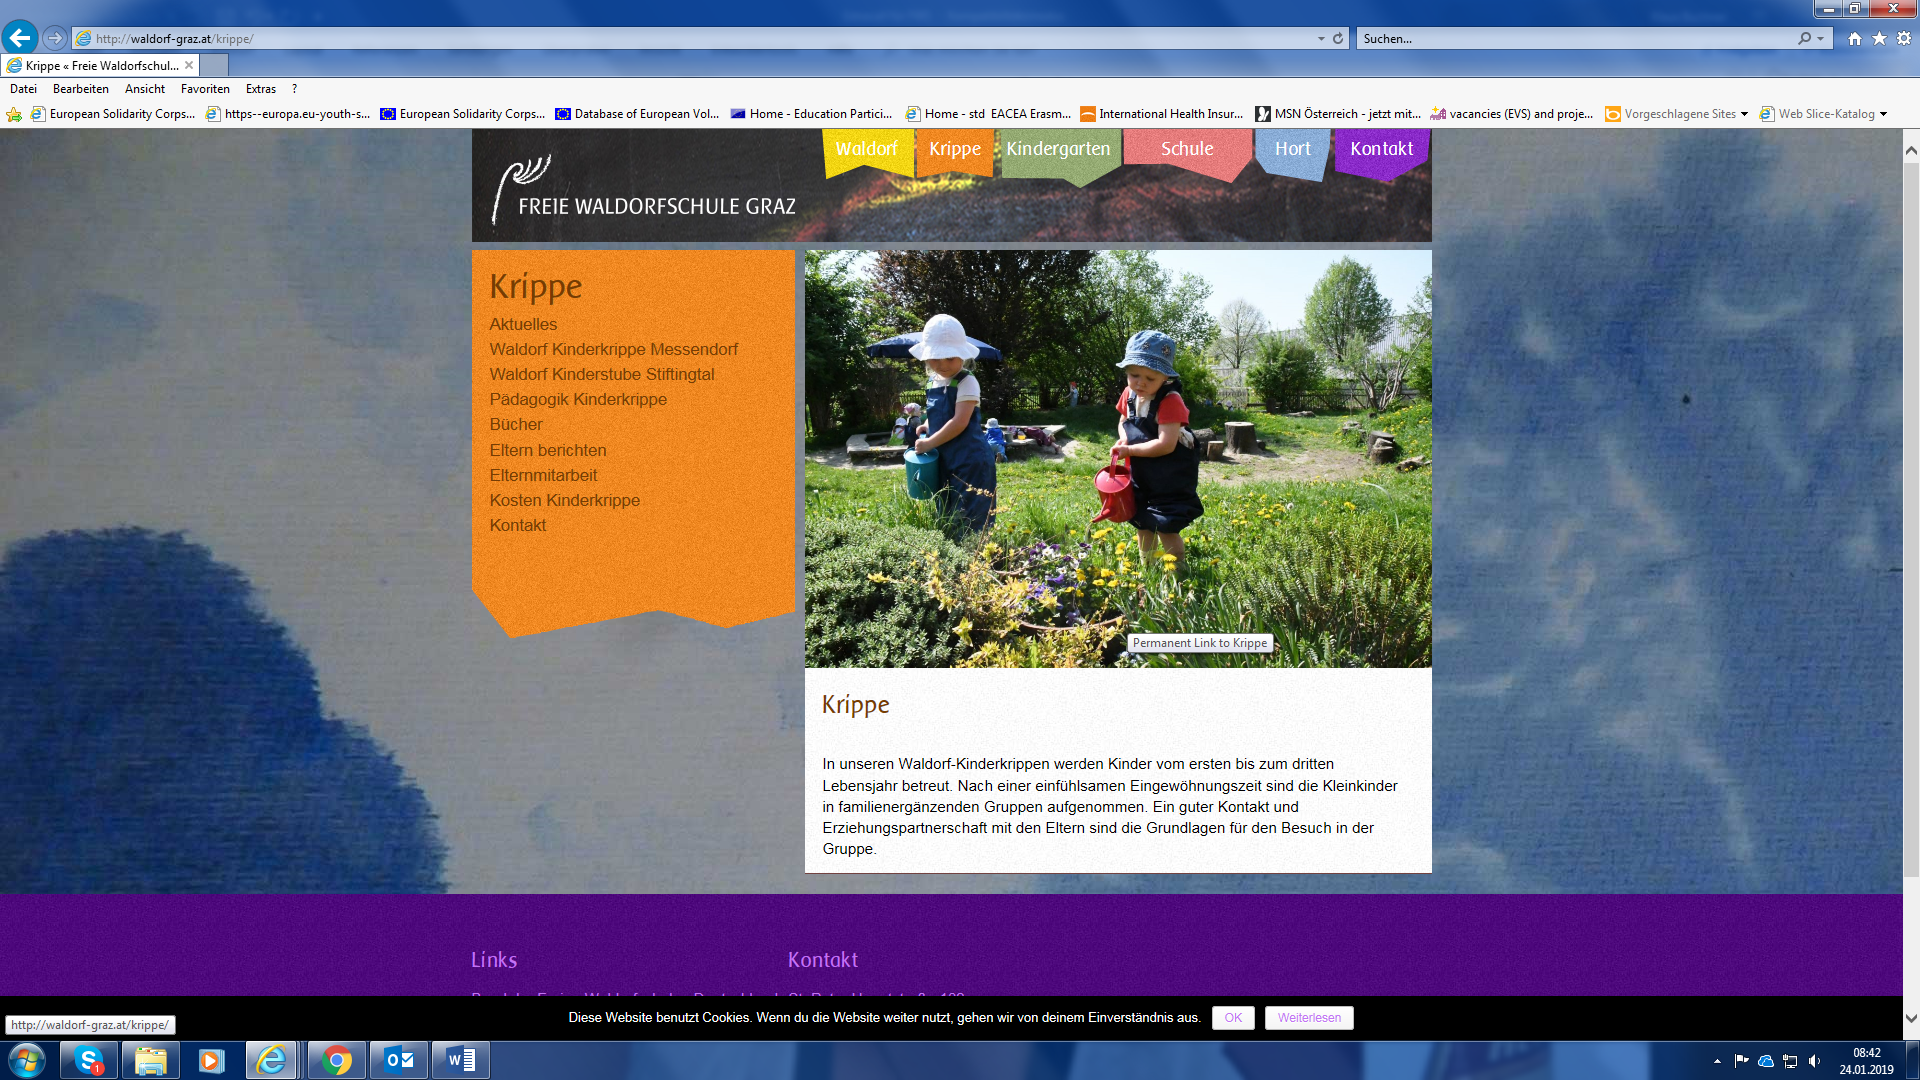 http://waldorf-graz.at/krippe/
Suchen...
Krippe « Freie Waldorfschul...
Datei Bearbeiten Ansicht Favoriten Extras ?
European Solidarity Corps... https--europa.eu-youth-s... European Solidarity Corps... Database of European Vol... Home - Education Partici... Home - std EACEA Erasm... International Health Insur... MSN Österreich - jetzt mit... vacancies (EVS) and proje... Vorgeschlagene Sites Web Slice-Katalog
Waldorf Krippe Kindergarten Schule Hort Kontakt
FREIE WALDORFSCHULE GRAZ
Krippe
Aktuelles
Waldorf Kinderkrippe Messendorf
Waldorf Kinderstube Stiftingtal
Pädagogik Kinderkrippe
Bücher
Eltern berichten
Elternmitarbeit
Kosten Kinderkrippe
Kontakt
Permanent Link to Krippe
Krippe
In unseren Waldorf-Kinderkrippen werden Kinder vom ersten bis zum dritten
Lebensjahr betreut. Nach einer einfühlsamen Eingewöhnungszeit sind die Kleinkinder
in familienergänzenden Gruppen aufgenommen. Ein guter Kontakt und
Erziehungspartnerschaft mit den Eltern sind die Grundlagen für den Besuch in der
Gruppe.
Links Kontakt
Diese Website benutzt Cookies. Wenn du die Website weiter nutzt, gehen wir von deinem Einverständnis aus. OK Weiterlesen
http://waldorf-graz.at/krippe/
1
08:42
24.01.2019